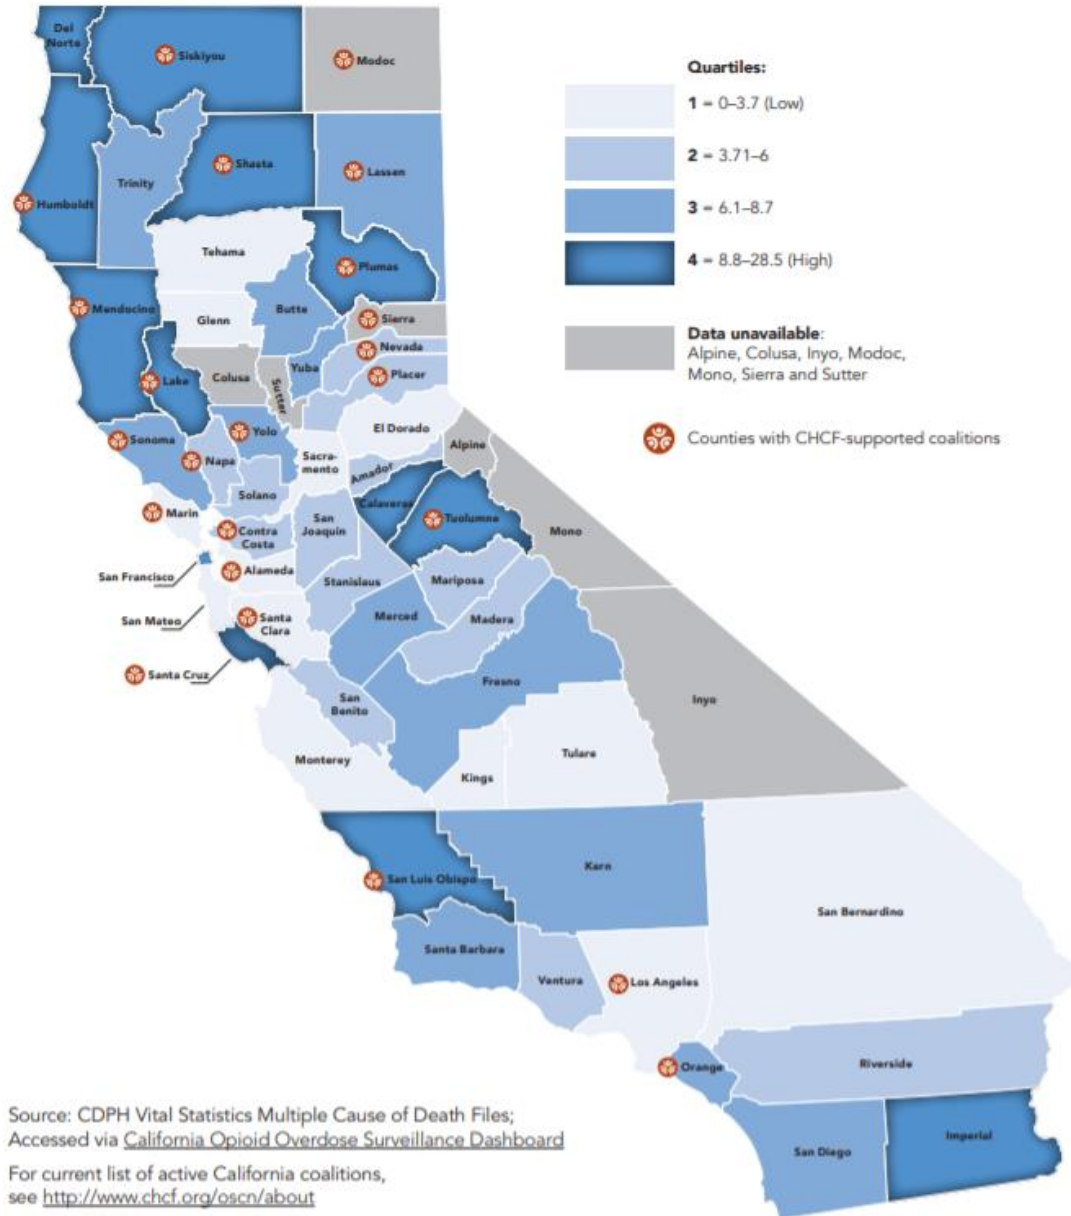 Del
Norte
Siskiyou
Modoc
Quartiles:
1 = 0–3.7 (Low)
2 = 3.71–6
3 = 6.1–8.7
4 = 8.8–28.5 (High)
Data unavailable:
Alpine, Colusa, Inyo, Modoc,
Mono, Sierra and Sutter
Counties with CHCF-supported coalitions
Shasta
Lassen
Trinity
Humboldt
Tehama
Plumas
Mendocino
Glenn
Butte
Sierra
Nevada
Lake
Colusa
Sutter
Yuba
Placer
Sonoma
Yolo
El Dorado
Napa
Sacra-
mento
Amador
Alpine
Solano
Calaveras
Marin
Contra
Costa
San
Joaquin
Tuolumne
Mono
San Francisco
Alameda
Stanislaus
Mariposa
San Mateo
Santa
Clara
Merced
Madera
Santa Cruz
Fresno
San
Benito
Inyo
Monterey
Kings
Tulare
San Luis Obispo
Kern
San Bernardino
Santa Barbara
Ventura
Los Angeles
Orange
Riverside
San Diego
Imperial
Source: CDPH Vital Statistics Multiple Cause of Death Files;
Accessed via California Opioid Overdose Surveillance Dashboard
For current list of active California coalitions,
see http://www.chcf.org/oscn/about